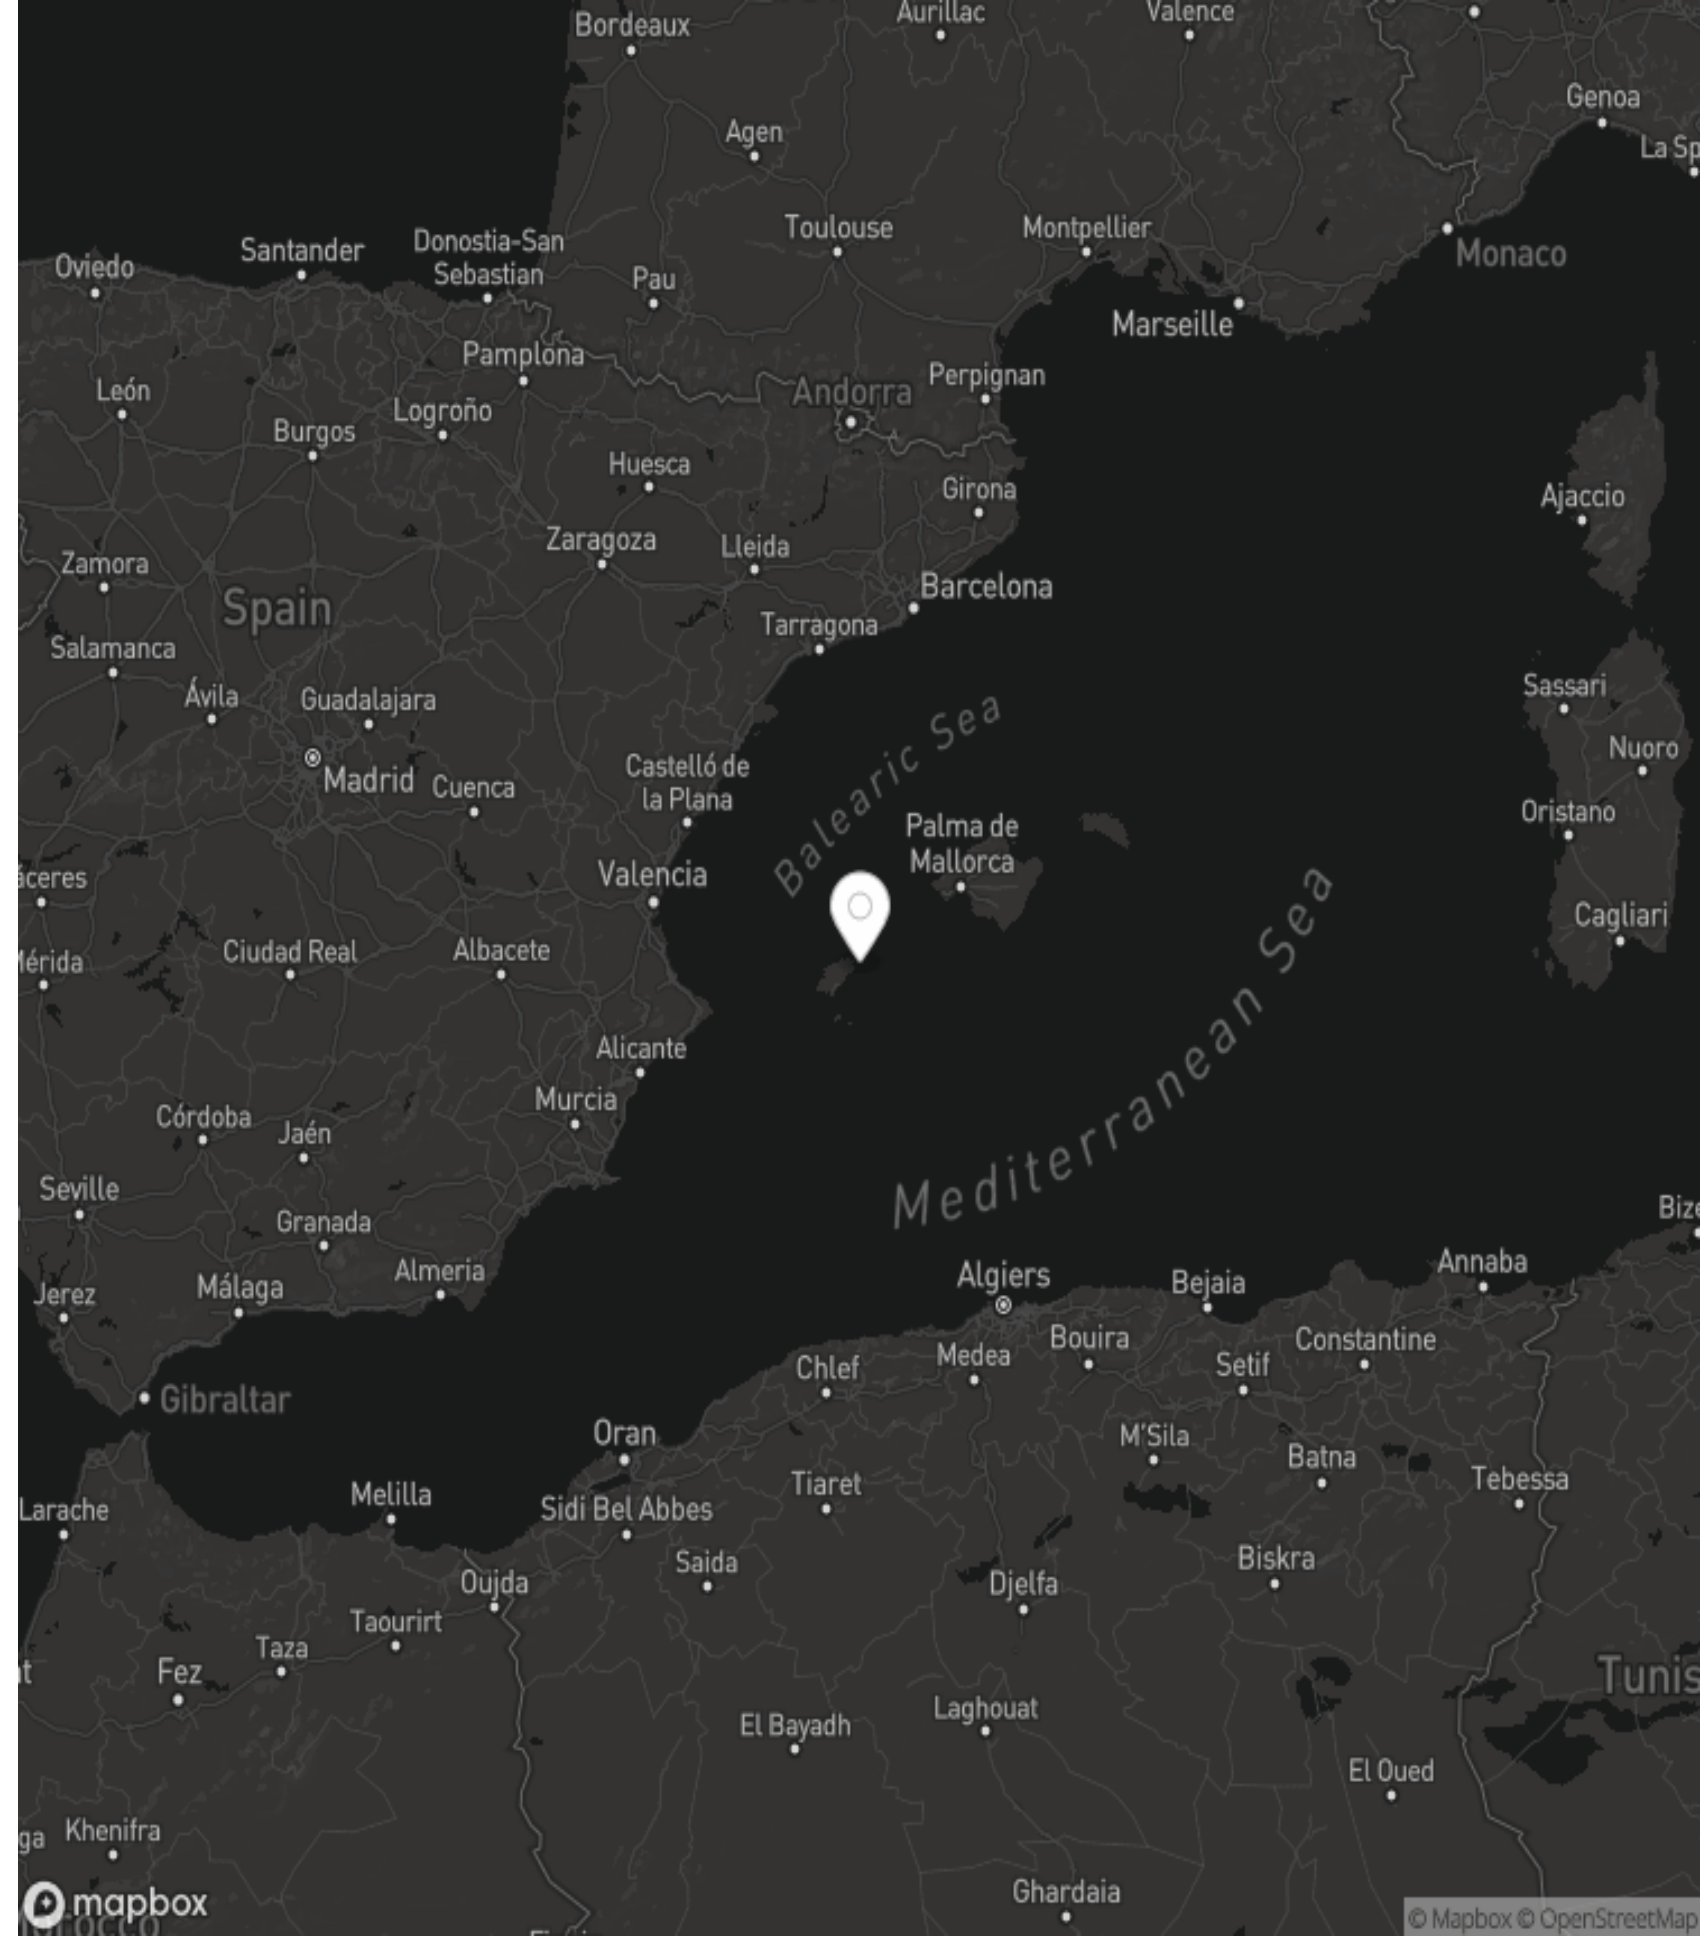 Bordeaux
Aurillac
Valence
Genoa
La Sp
Agen
Toulouse
Montpellier
Monaco
Oviedo
Santander
Donostia-San
Sebastian
Pau
Marseille
Pamplona
León
Logroño
Burgos
Andorra
Perpignan
Huesca
Girona
Ajaccio
Zaragoza
Lleida
Zamora
Spain
Barcelona
Tarragona
Salamanca
Ávila
Guadalajara
Sassari
Balearic Sea
Madrid
Cuenca
Castelló de
la Plana
Nuoro
Oristano
Palma de
Mallorca
áceres
Valencia
Mediterranean Sea
Cagliari
Mérida
Ciudad Real
Albacete
Alicante
Murcia
Córdoba
Jaén
Seville
Granada
Bize
Jerez
Málaga
Almeria
Algiers
Bejaia
Annaba
Medea
Bouira
Setif
Constantine
Chlef
Gibraltar
Oran
M'Sila
Batna
Tebessa
Larache
Melilla
Sidi Bel Abbes
Tiaret
Saida
Djelfa
Biskra
Oujda
Taourirt
Taza
Fez
Tunis
El Bayadh
Laghouat
El Oued
ga
Khenifra
Ghardaia
mapbox
© Mapbox © OpenStreetMap